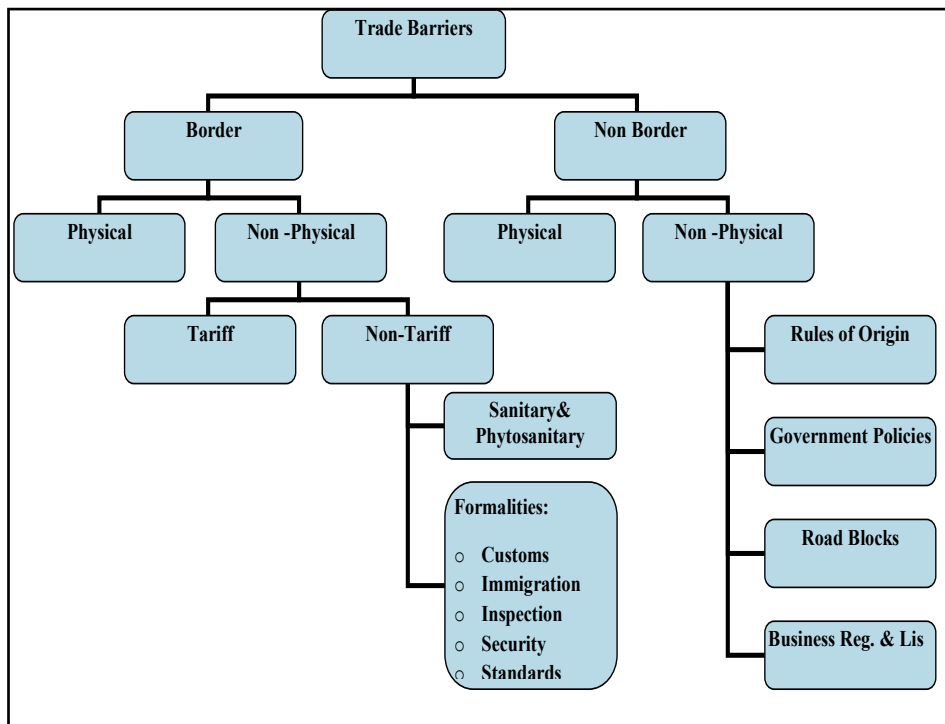 Trade Barriers
Border
Non Border
Physical
Non -Physical
Physical
Non -Physical
Tariff
Non-Tariff
Rules of Origin
Sanitary&
Phytosanitary
Government Policies
Formalities:
o Customs
o Immigration
o Inspection
o Security
o Standards
Road Blocks
Business Reg. & Lis